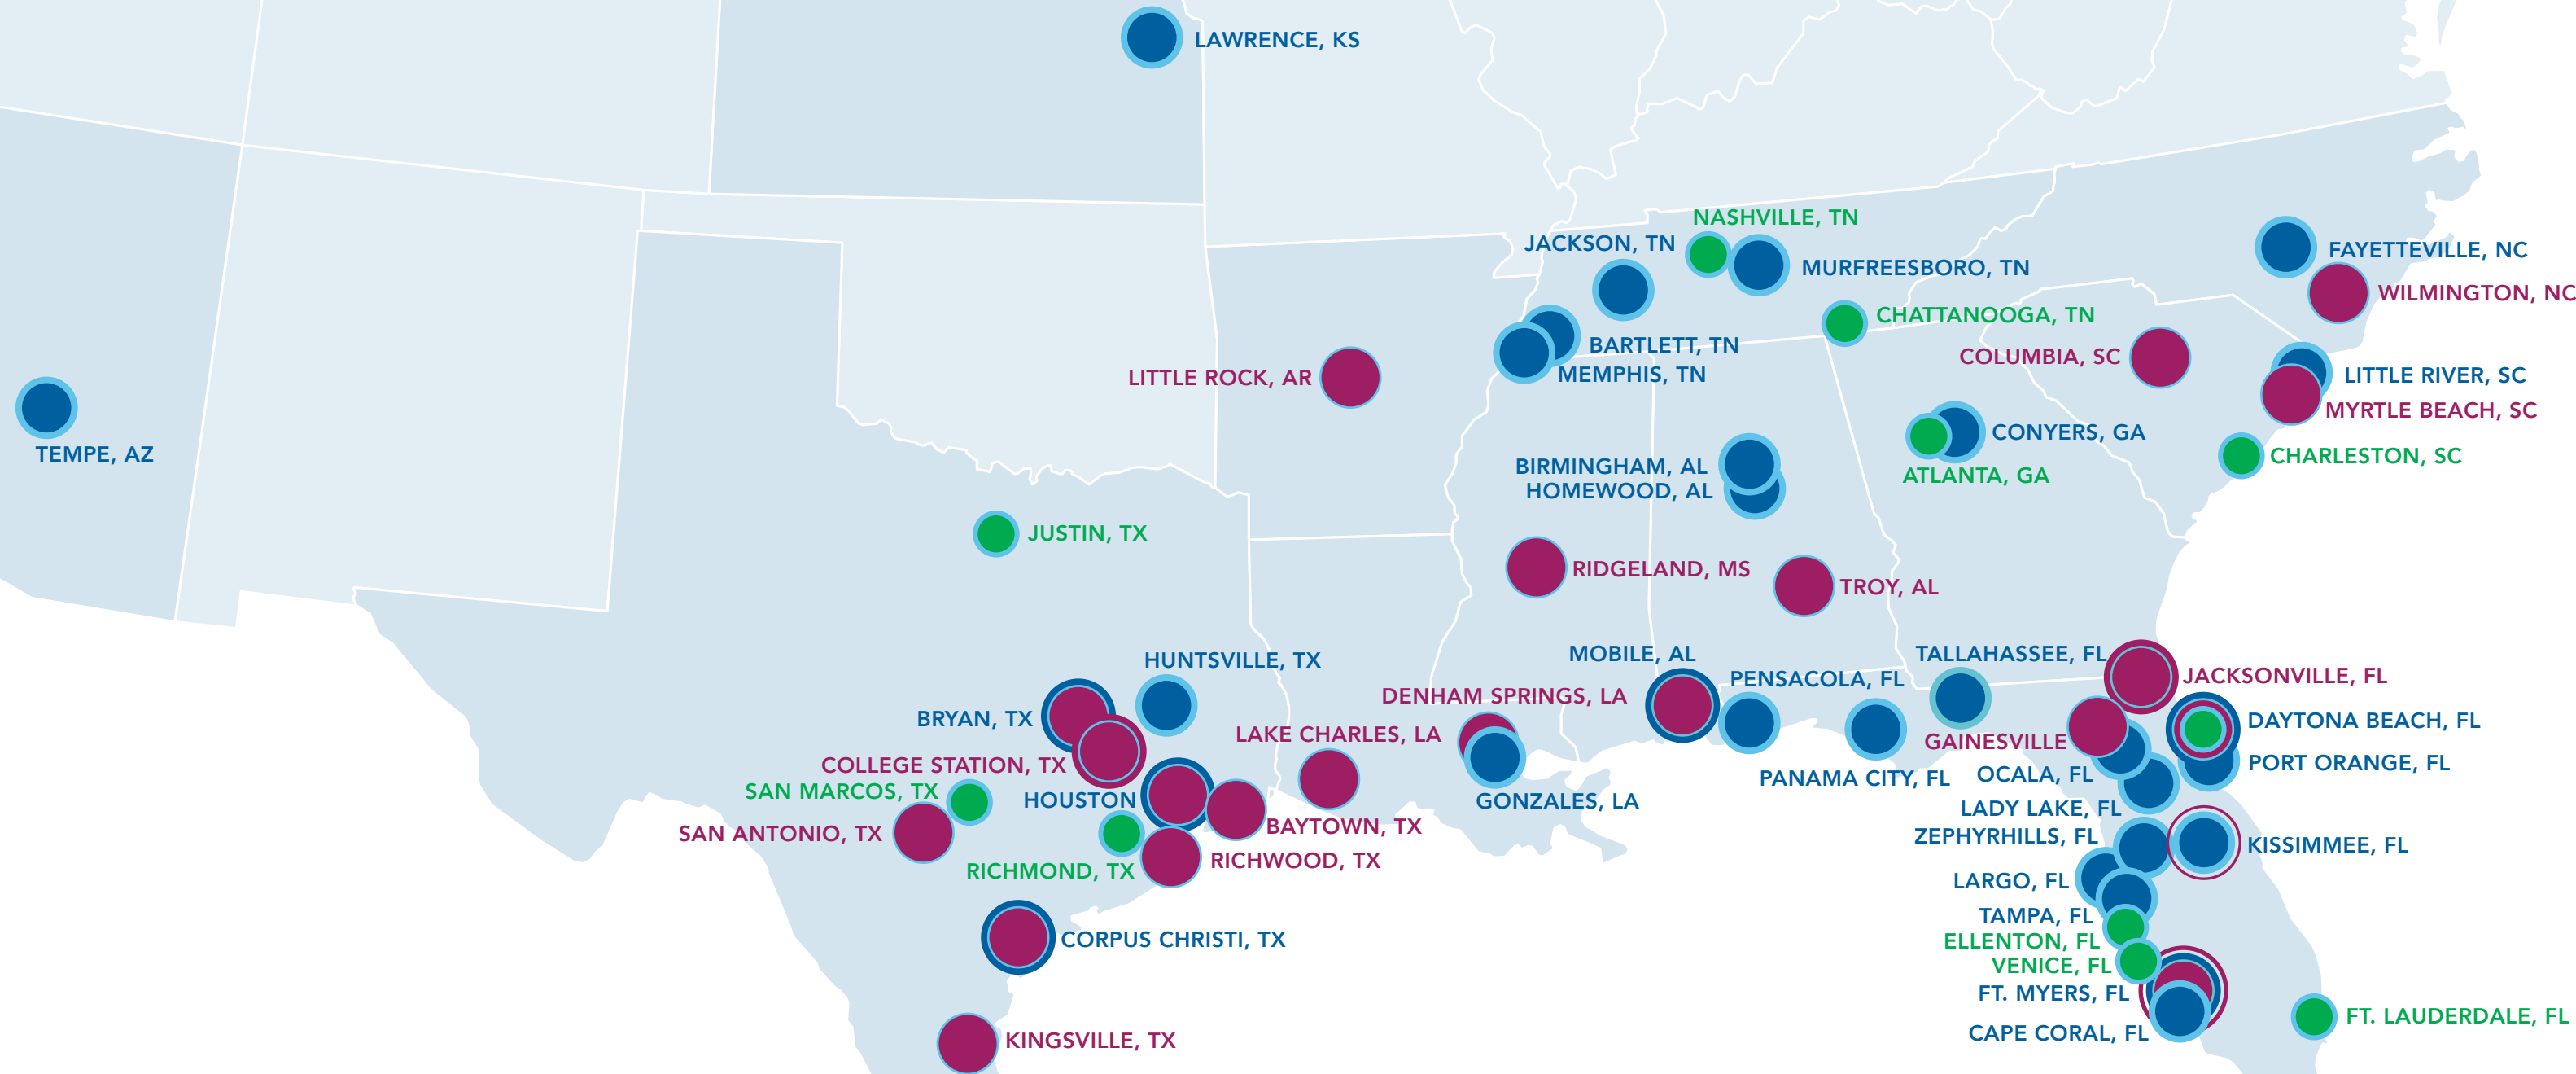 LAWRENCE, KS
NASHVILLE, TN
JACKSON, TN
FAYETTEVILLE, NC
MURFREESBORO, TN
WILMINGTON, NC
CHATTANOOGA, TN
BARTLETT, TN
COLUMBIA, SC
MEMPHIS, TN
LITTLE RIVER, SC
LITTLE ROCK, AR
MYRTLE BEACH, SC
CONYERS, GA
TEMPE, AZ
CHARLESTON, SC
BIRMINGHAM, AL
ATLANTA, GA
HOMEWOOD, AL
JUSTIN, TX
RIDGELAND, MS
TROY, AL
MOBILE, AL
TALLAHASSEE, FL
HUNTSVILLE, TX
JACKSONVILLE, FL
PENSACOLA, FL
DENHAM SPRINGS, LA
BRYAN, TX
DAYTONA BEACH, FL
LAKE CHARLES, LA
GAINESVILLE
PORT ORANGE, FL
COLLEGE STATION, TX
OCALA, FL
PANAMA CITY, FL
SAN MARCOS, TX
HOUSTON
GONZALES, LA
LADY LAKE, FL
BAYTOWN, TX
SAN ANTONIO, TX
ZEPHYRHILLS, FL
KISSIMMEE, FL
RICHWOOD, TX
RICHMOND, TX
LARGO, FL
TAMPA, FL
CORPUS CHRISTI, TX
ELLENTON, FL
VENICE, FL
FT. MYERS, FL
FT. LAUDERDALE, FL
CAPE CORAL, FL
KINGSVILLE, TX